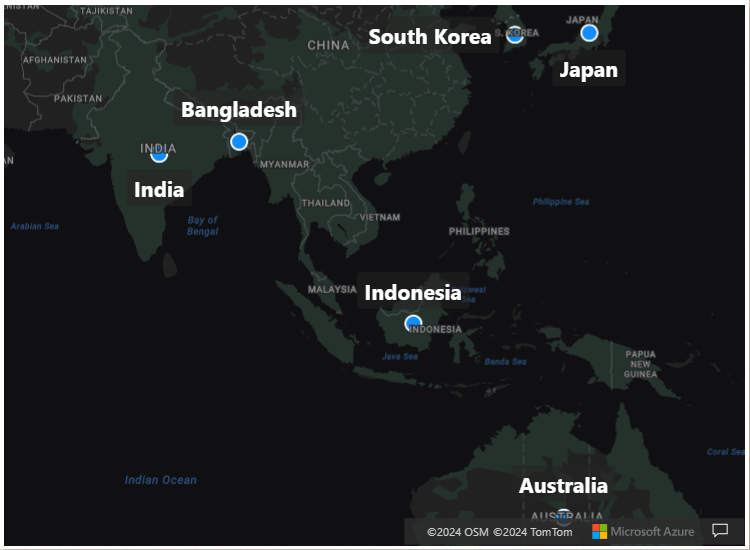 TAJIKISTAN
CHINA
South Korea
S. KOREA
JAPAN
Japan
AFGHANISTAN
PAKISTAN
Bangladesh
INDIA
India
MYANMAR
THAILAND
VIETNAM
PHILIPPINES
Philippine Sea
Arabian Sea
Bay of
Bengal
MALAYSIA
Indonesia
INDONESIA
Java Sea
Banda Sea
PAPUA
NEW
GUINEA
Coral Sea
Indian Ocean
Australia
AUSTRALIA
©2024 OSM ©2024 TomTom
Microsoft Azure